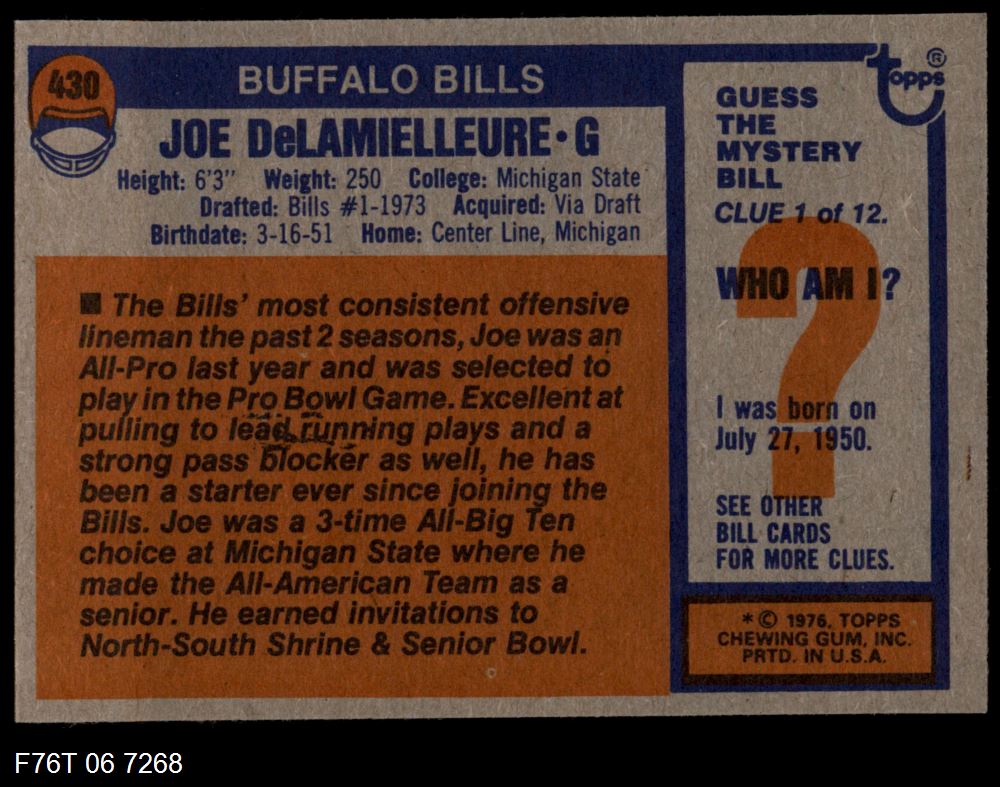 430
BUFFALO BILLS
JOE DeLAMIELLEURE•G
Height: 6'3" Weight: 250 College: Michigan State
Drafted: Bills #1-1973 Acquired: Via Draft
Birthdate: 3-16-51 Home: Center Line, Michigan
■ The Bills' most consistent offensive
lineman the past 2 seasons, Joe was an
All-Pro last year and was selected to
play in the Pro Bowl Game. Excellent at
pulling to lead running plays and a
strong pass blocker as well, he has
been a starter ever since joining the
Bills. Joe was a 3-time All-Big Ten
choice at Michigan State where he
made the All-American Team as a
senior. He earned invitations to
North-South Shrine & Senior Bowl.
topps ®
GUESS
THE
MYSTERY
BILL
CLUE 1 of 12.
?
WHO AM I?
I was born on
July 27, 1950.
SEE OTHER
BILL CARDS
FOR MORE CLUES.
* © 1976. TOPPS
CHEWING GUM, INC.
PRTD. IN U.S.A.
F76T 06 7268